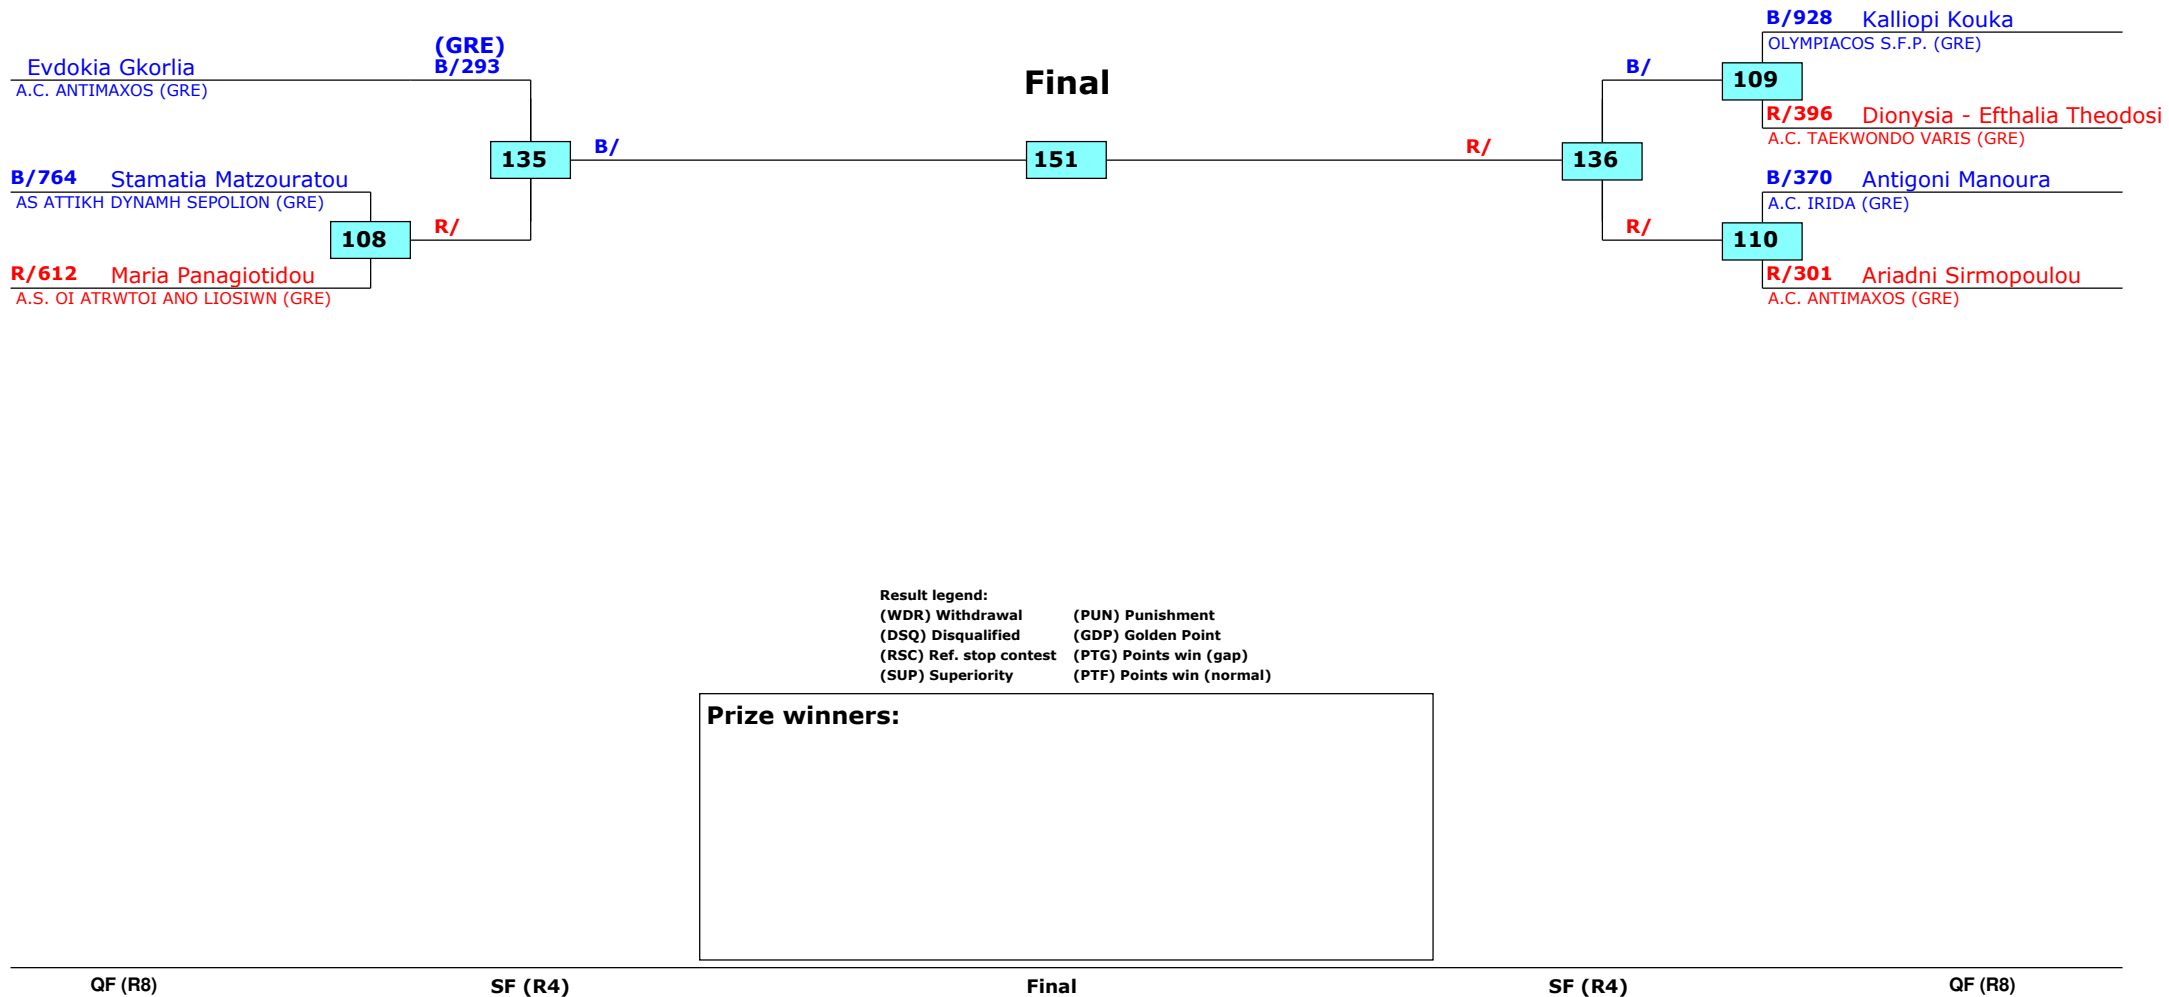 (GRE)
Evdokia Gkorlia B/293
A.C. ANTIMAXOS (GRE)
135
B/
B/764 Stamatia Matzouratou
AS ATTIKH DYNAMH SEPOLION (GRE)
108
R/
R/612 Maria Panagiotidou
A.S. OI ATRWTOI ANO LIOSIWN (GRE)
Final
151
B/928 Kalliopi Kouka
OLYMPIACOS S.F.P. (GRE)
B/
109
R/396 Dionysia - Efthalia Theodosi
A.C. TAEKWONDO VARIS (GRE)
R/
136
B/370 Antigoni Manoura
A.C. IRIDA (GRE)
R/
110
R/301 Ariadni Sirmopoulou
A.C. ANTIMAXOS (GRE)
Result legend:
(WDR) Withdrawal (PUN) Punishment
(DSQ) Disqualified (GDP) Golden Point
(RSC) Ref. stop contest (PTG) Points win (gap)
(SUP) Superiority (PTF) Points win (normal)
Prize winners:
QF (R8) SF (R4) Final SF (R4) QF (R8)